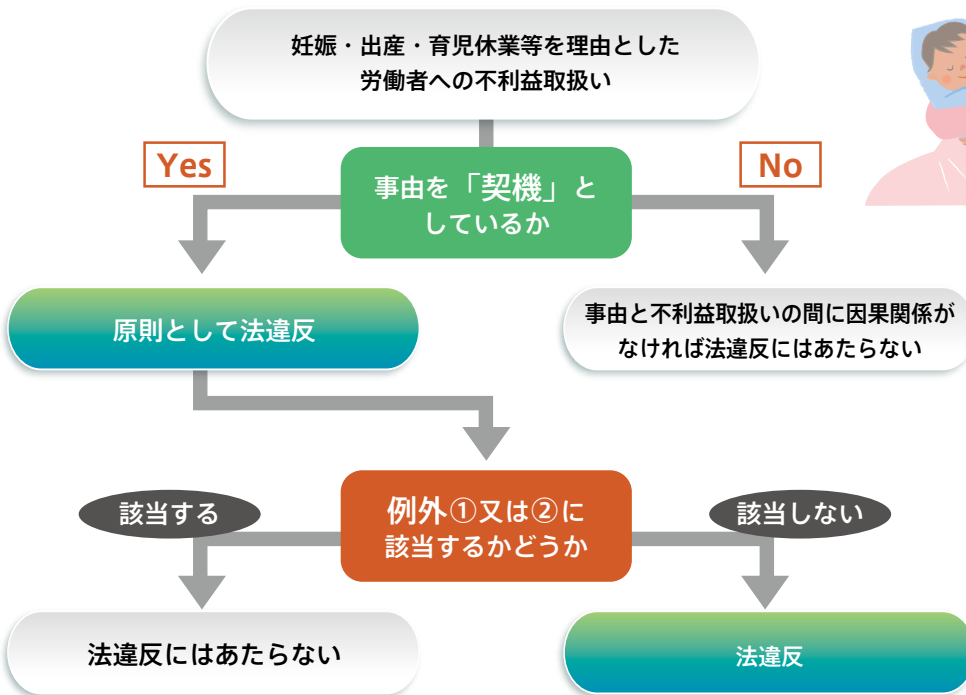 妊娠・出産・育児休業等を理由とした
労働者への不利益取扱い
Yes
No
事由を「契機」と
しているか
原則として法違反
事由と不利益取扱いの間に因果関係が
なければ法違反にはあたらない
例外①又は②に
該当するかどうか
該当する
該当しない
法違反にはあたらない
法違反